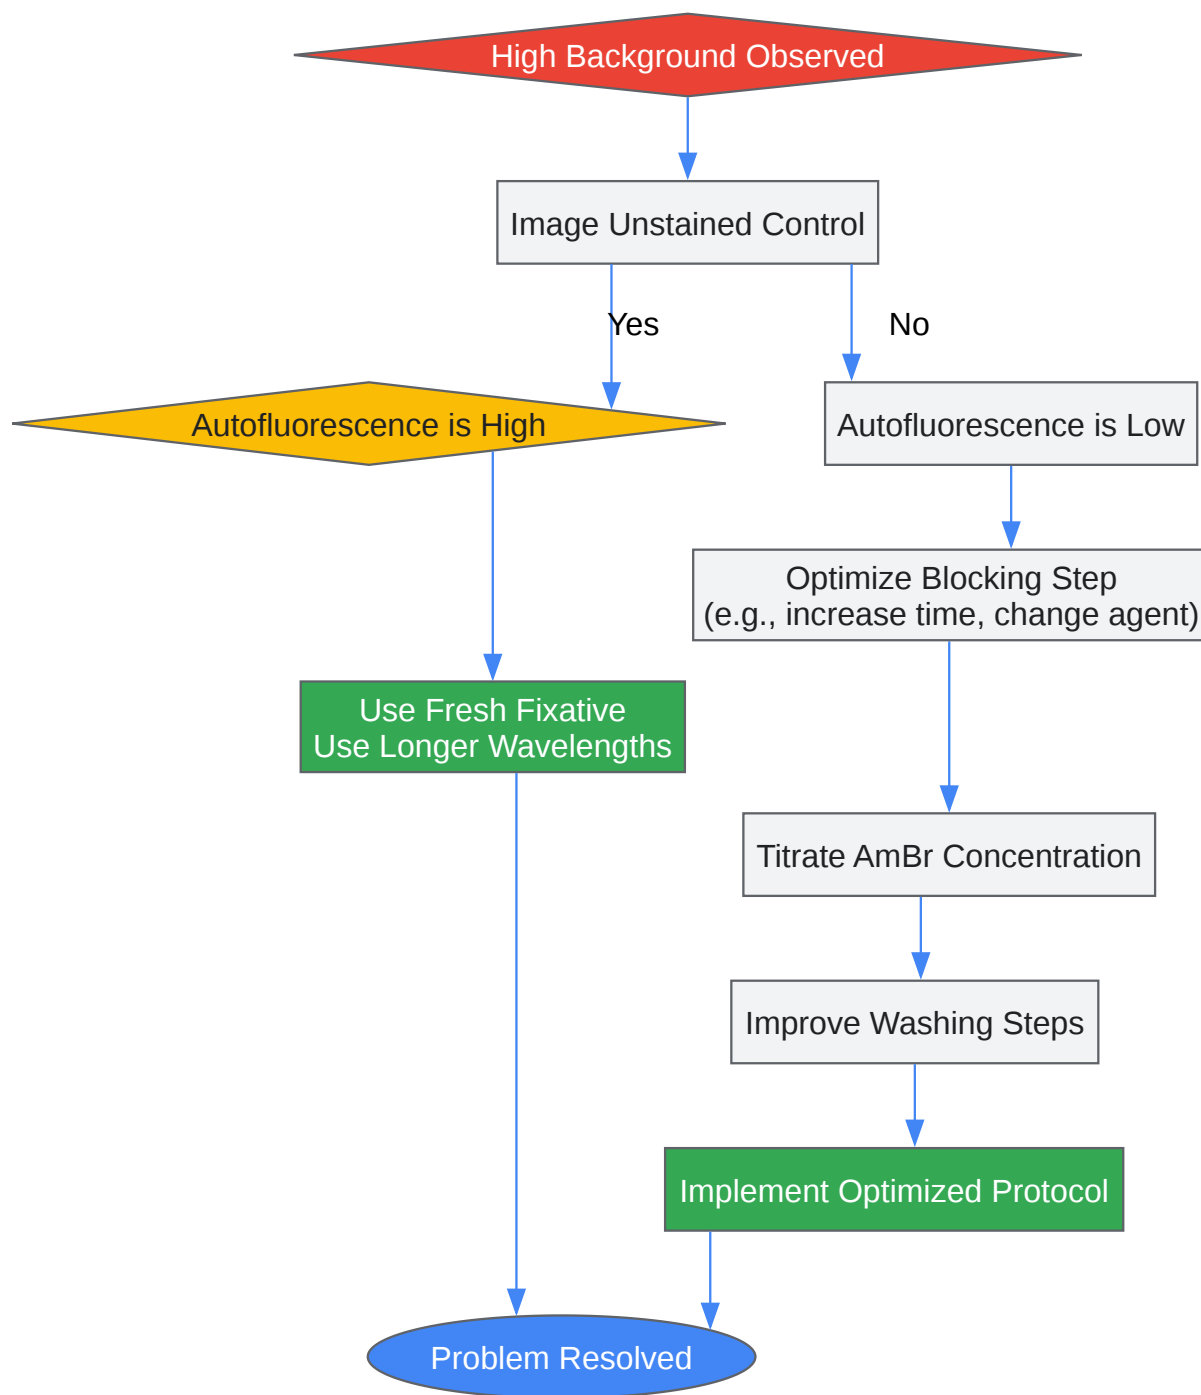 High Background Observed
Image Unstained Control
Yes
No
Autofluorescence is High
Autofluorescence is Low
Optimize Blocking Step
(e.g., increase time, change agent)
Use Fresh Fixative
Use Longer Wavelengths
Titrate AmBr Concentration
Improve Washing Steps
Implement Optimized Protocol
Problem Resolved